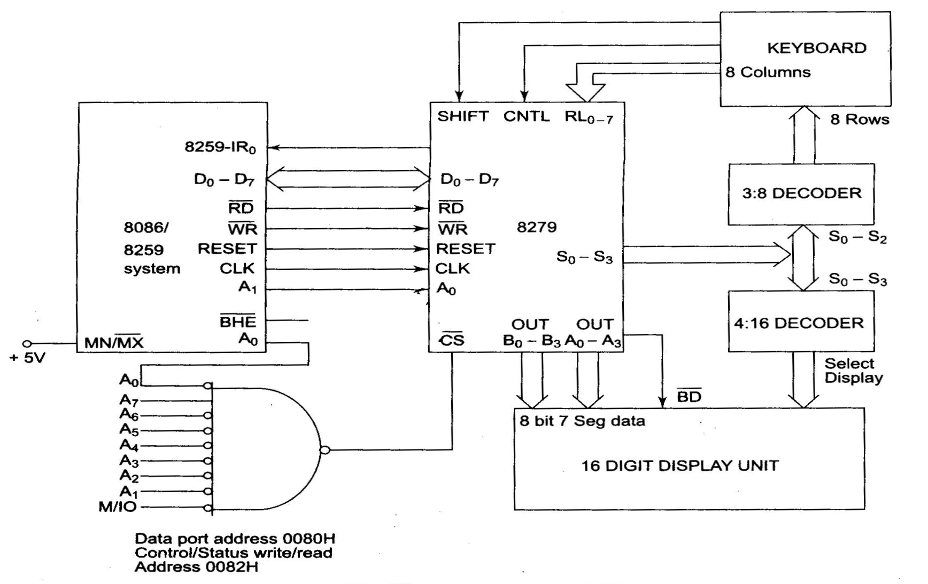 KEYBOARD
8 Columns
8 Rows
SHIFT CNTL RL0–7
8259-IR0
D0 – D7
D0 – D7
3:8 DECODER
RD
RD
8086/
8259
system
WR
WR
8279
RESET
RESET
S0 – S2
CLK
CLK
S0 – S3
A1
A0
S0 – S3
BHE
A0
CS
OUT
B0 – B3
OUT
A0 – A3
4:16 DECODER
MN/MX
+ 5V
Select
Display
A0
BD
A7
A6
A5
A4
A3
A2
A1
M/IO
8 bit 7 Seg data
16 DIGIT DISPLAY UNIT
Data port address 0080H
Control/Status write/read
Address 0082H